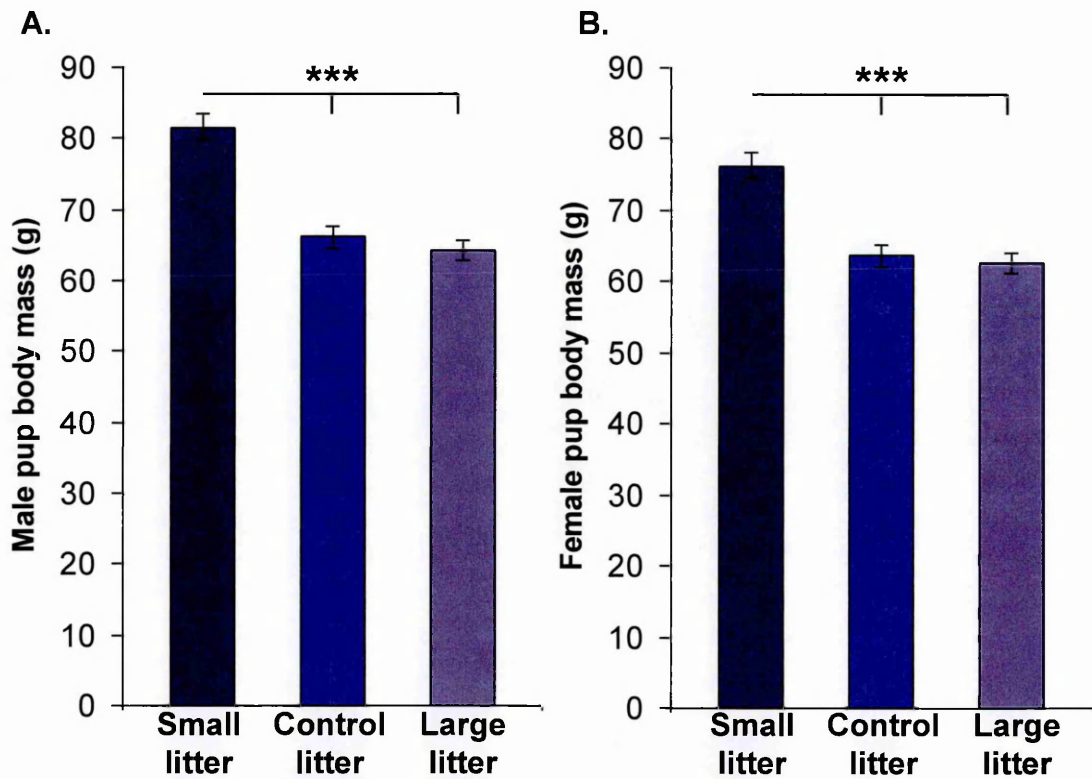 A.
Male pup body mass (g)
90
80
70
60
50
40
30
20
10
0
***
Small litter
Control litter
Large litter
B.
Female pup body mass (g)
90
80
70
60
50
40
30
20
10
0
***
Small litter
Control litter
Large litter